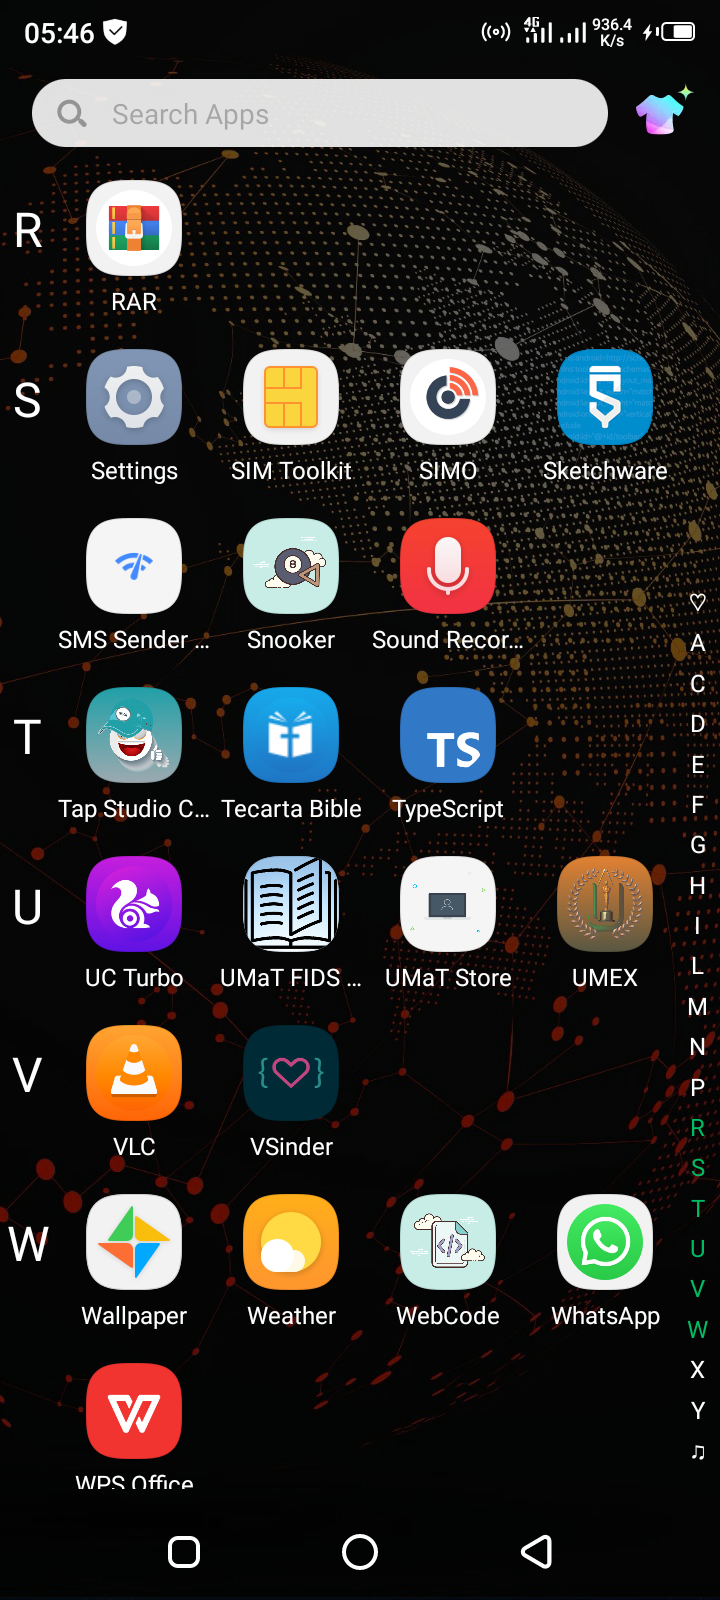 05:46
4G
936.4
K/s
Search Apps
R
RAR
S
Settings
SIM Toolkit
SIMO
Sketchware
SMS Sender ...
Snooker
8
Sound Recor...
♡
A
C
D
E
F
G
H
I
L
M
N
P
R
S
T
U
V
W
X
Y
♫
T
TS
Tap Studio C...
Tecarta Bible
TypeScript
U
U
UC Turbo
UMaT FIDS ...
UMaT Store
UMEX
V
{♡}
VLC
VSinder
W
</>
Wallpaper
Weather
WebCode
WhatsApp
W
WPS Office